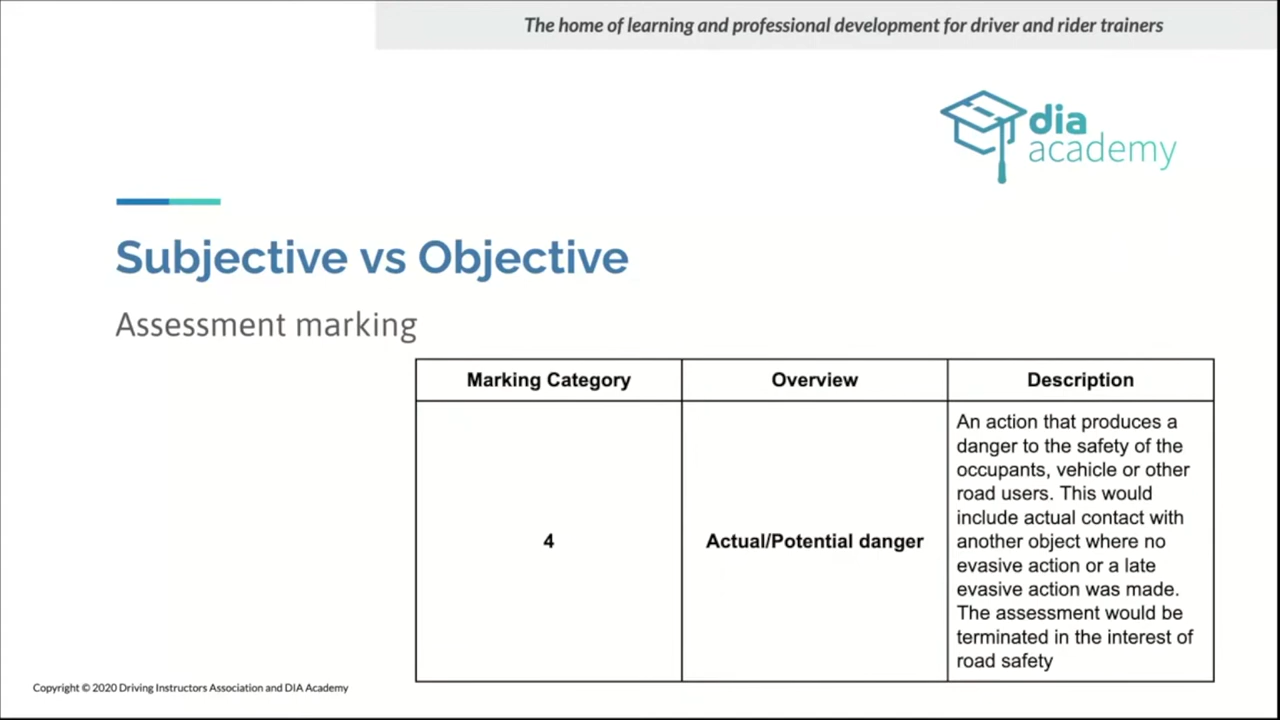 The home of learning and professional development for driver and rider trainers
dia
academy
Subjective vs Objective
Assessment marking
Marking Category
Overview
Description
4
Actual/Potential danger
An action that produces a
danger to the safety of the
occupants, vehicle or other
road users. This would
include actual contact with
another object where no
evasive action or a late
evasive action was made.
The assessment would be
terminated in the interest of
road safety
Copyright © 2020 Driving Instructors Association and DIA Academy